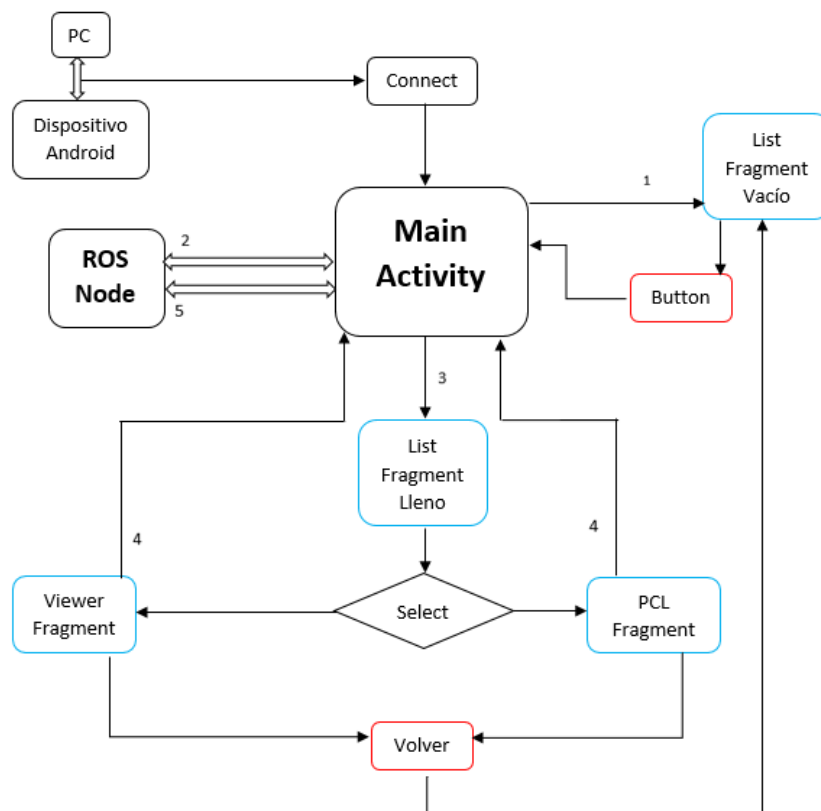 PC
Connect
Dispositivo
Android
List
Fragment
Vacío
1
Main
Activity
ROS
Node
2
5
Button
3
List
Fragment
Lleno
4
4
Viewer
Fragment
Select
PCL
Fragment
Volver